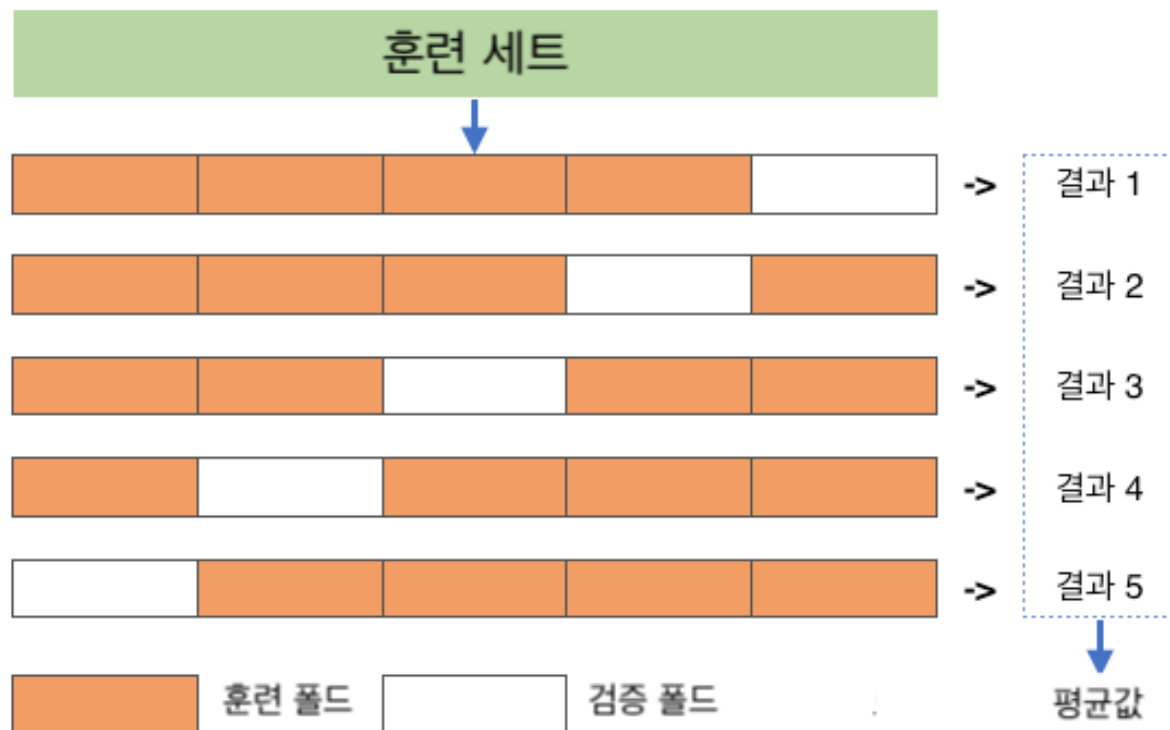 훈련 세트
-> 결과 1
-> 결과 2
-> 결과 3
-> 결과 4
-> 결과 5
훈련 폴드 검증 폴드 평균값